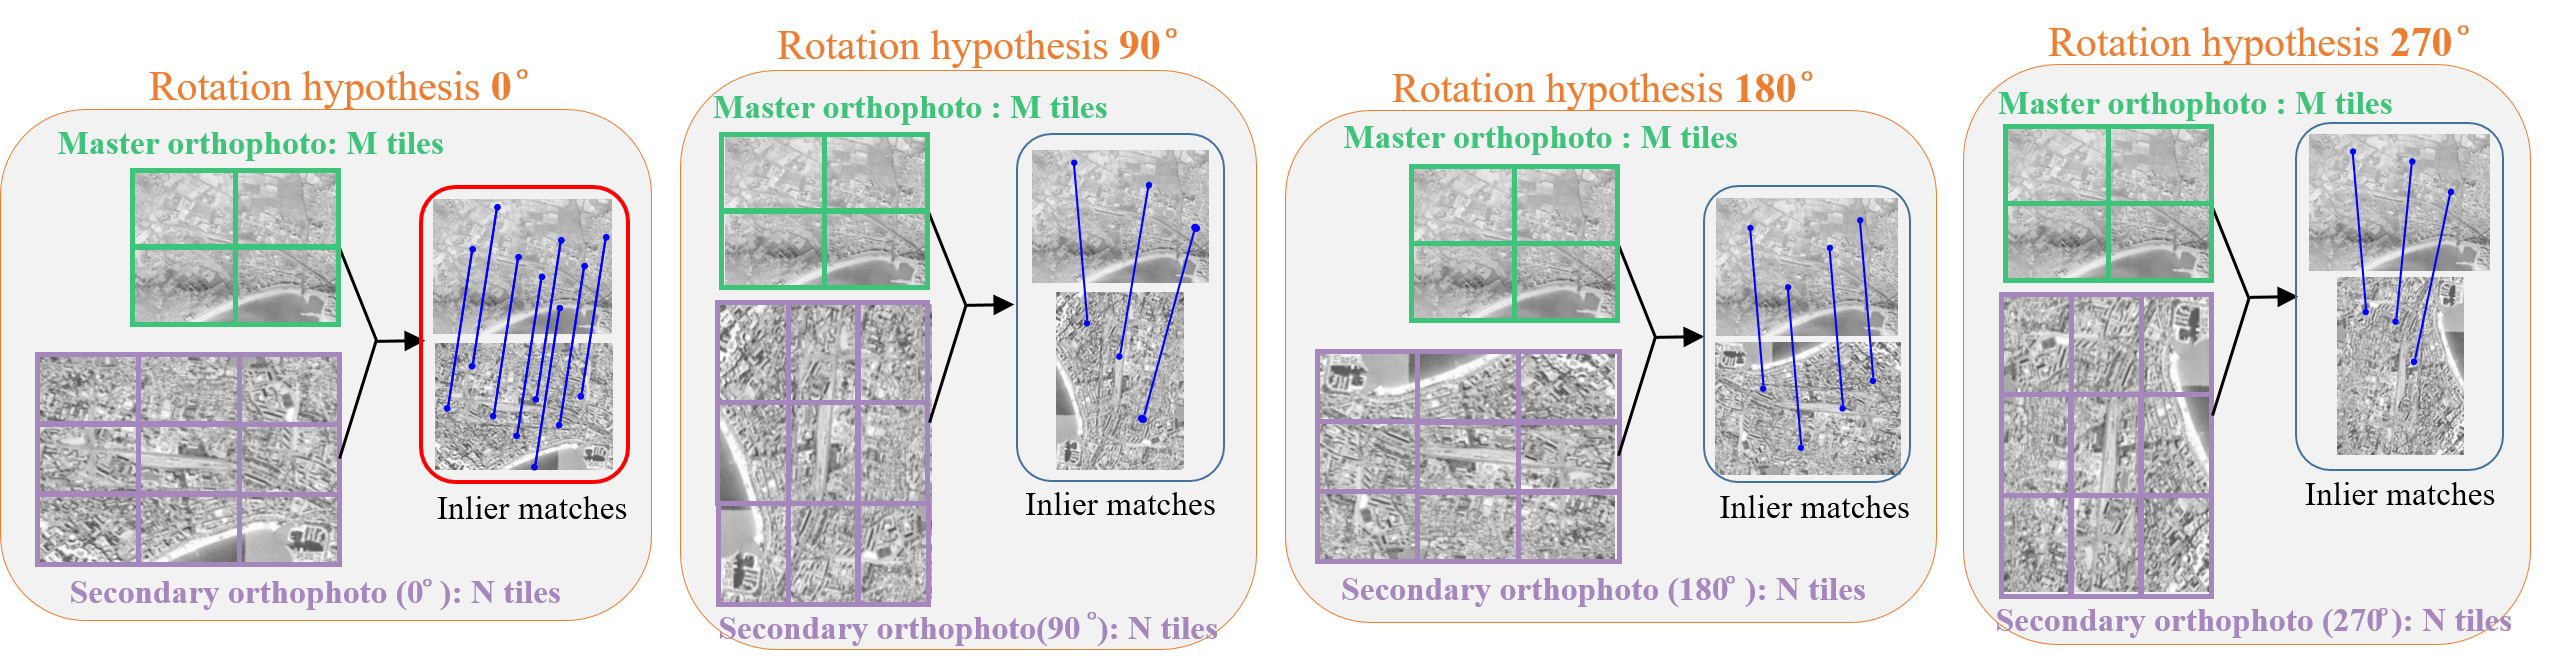 Rotation hypothesis 0°
Master orthophoto: M tiles
Inlier matches
Secondary orthophoto (0°): N tiles
Rotation hypothesis 90°
Master orthophoto : M tiles
Inlier matches
Secondary orthophoto(90°): N tiles
Rotation hypothesis 180°
Master orthophoto : M tiles
Inlier matches
Secondary orthophoto (180°): N tiles
Rotation hypothesis 270°
Master orthophoto : M tiles
Inlier matches
Secondary orthophoto (270°): N tiles